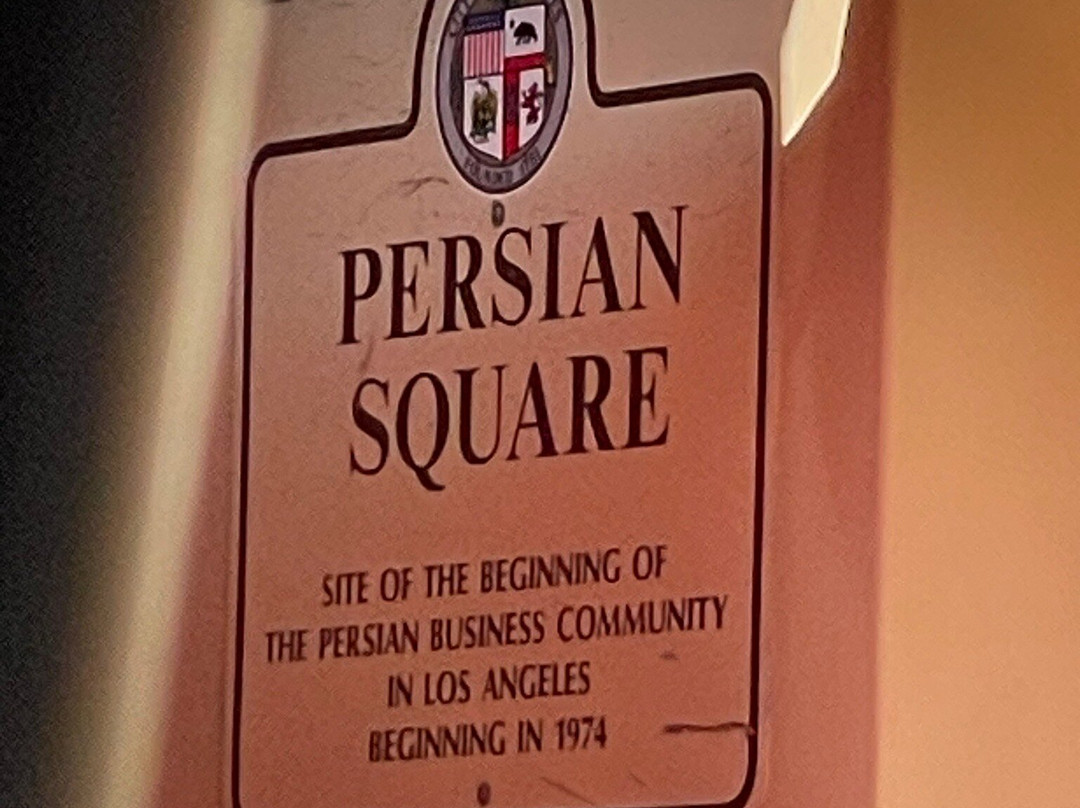 PERSIAN
SQUARE
SITE OF THE BEGINNING OF
THE PERSIAN BUSINESS COMMUNITY
IN LOS ANGELES
BEGINNING IN 1974